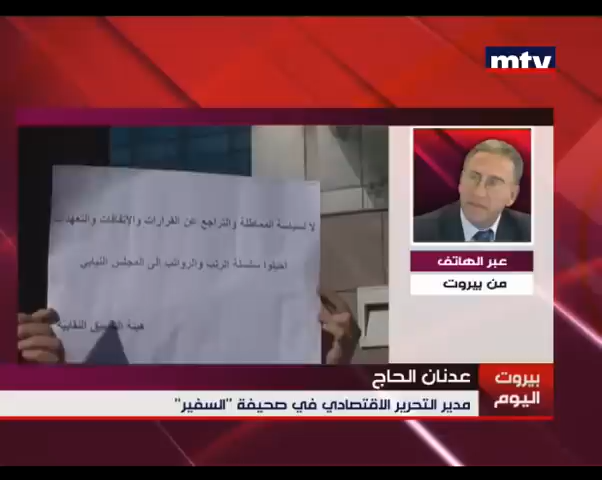 mtv
لا لسياسة المماطلة والتراجع عن القرارات والاتفاقات والتعهدات
احيلوا سلسلة الرتب والرواتب الى المجلس النيابي
هيئة التنسيق النقابية
عبر الهاتف
من بيروت
بيروت اليوم
عدنان الحاج
مدير التحرير الاقتصادي في صحيفة "السفير"